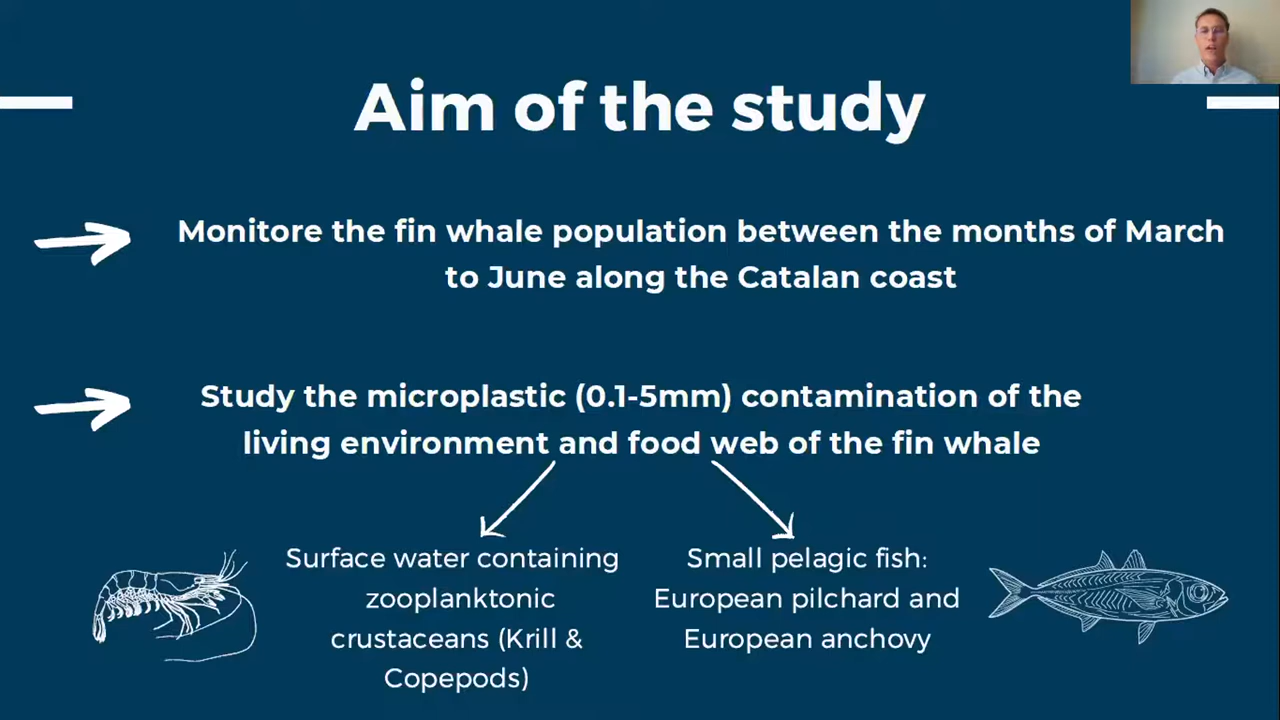 Aim of the study
Monitore the fin whale population between the months of March
to June along the Catalan coast
Study the microplastic (0.1-5mm) contamination of the
living environment and food web of the fin whale
Surface water containing
zooplanktonic
crustaceans (Krill &
Copepods)
Small pelagic fish:
European pilchard and
European anchovy